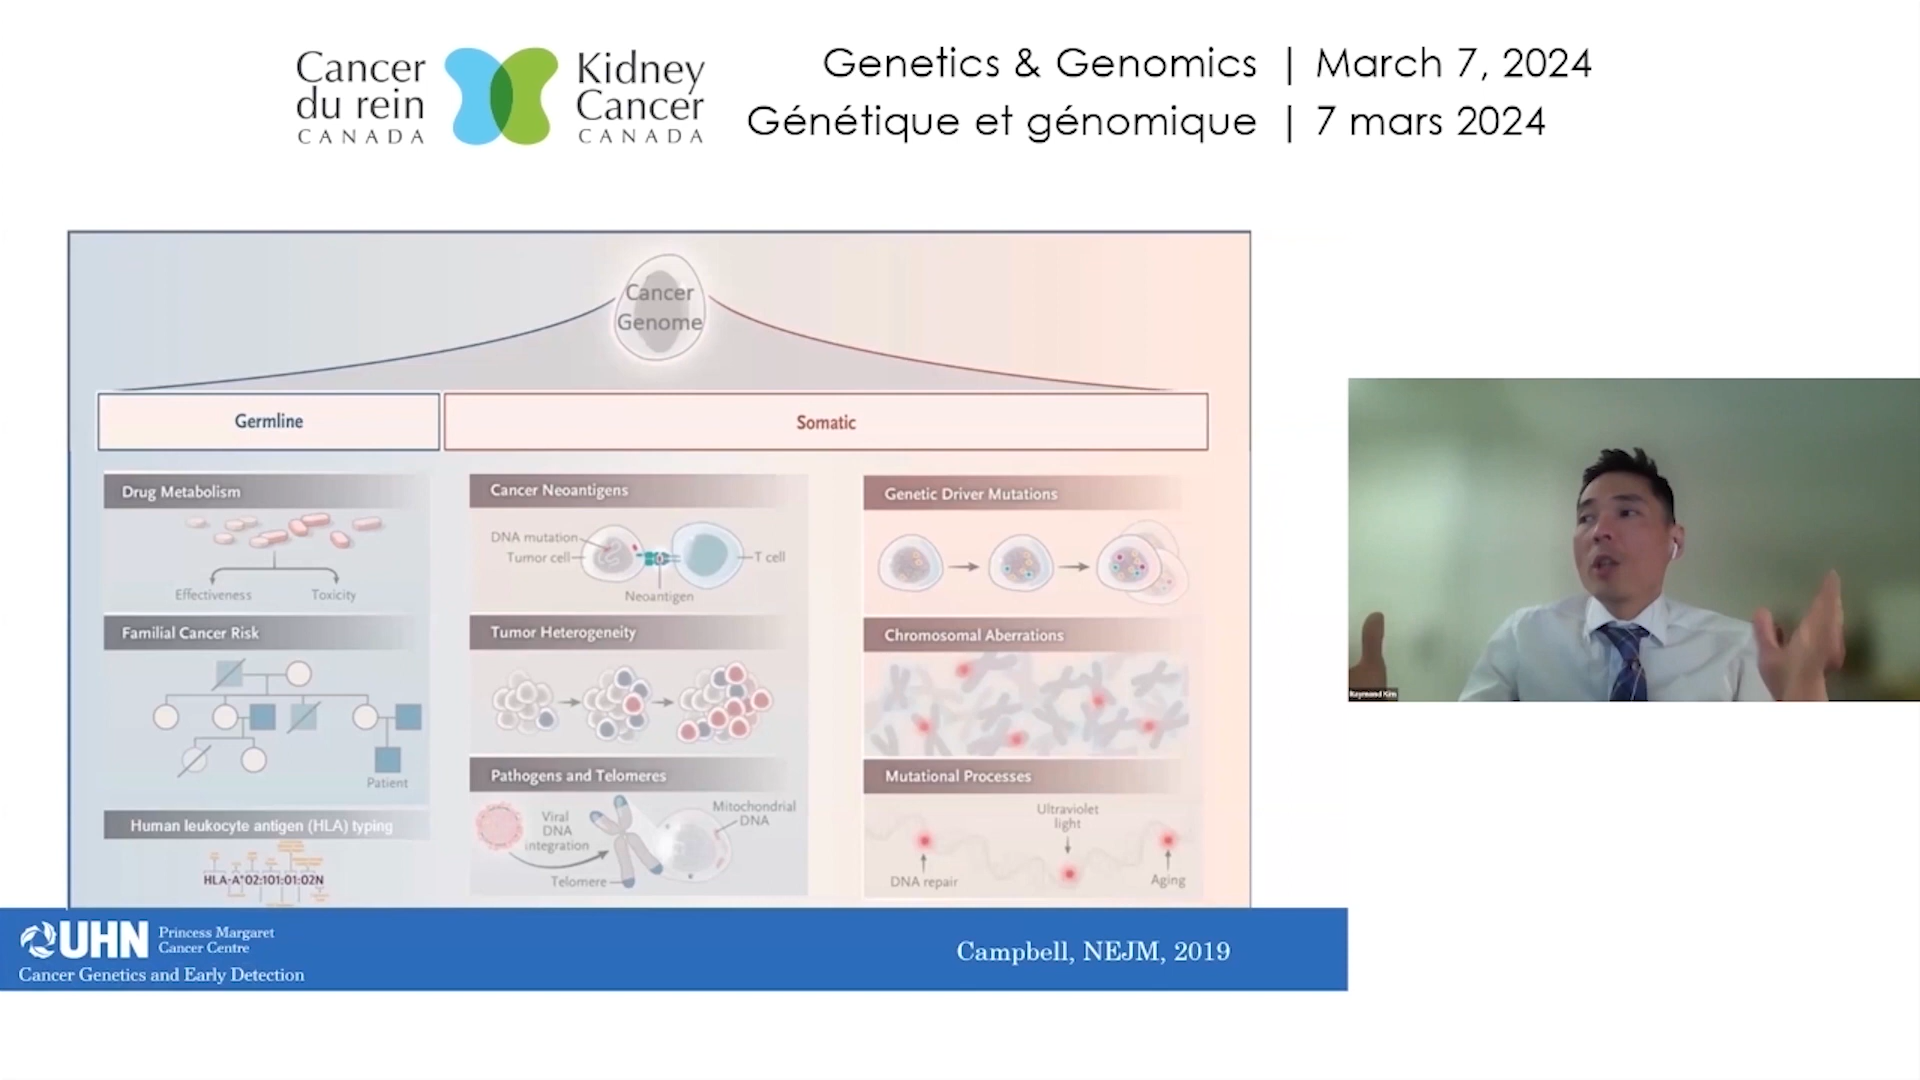 Cancer
du rein
CANADA
Kidney
Cancer
CANADA
Genetics & Genomics | March 7, 2024
Génétique et génomique | 7 mars 2024
Cancer
Genome
Germline
Somatic
Drug Metabolism
Effectiveness
Toxicity
Familial Cancer Risk
Patient
Human leukocyte antigen (HLA) typing
HLA-A*02:101:01:02N
Cancer Neoantigens
DNA mutation
Tumor cell
T cell
Neoantigen
Tumor Heterogeneity
Pathogens and Telomeres
Viral
DNA
integration
Mitochondrial
DNA
Telomere
Genetic Driver Mutations
Chromosomal Aberrations
Mutational Processes
Ultraviolet
light
DNA repair
Aging
UHN
Princess Margaret
Cancer Centre
Cancer Genetics and Early Detection
Campbell, NEJM, 2019
Raymond Kim